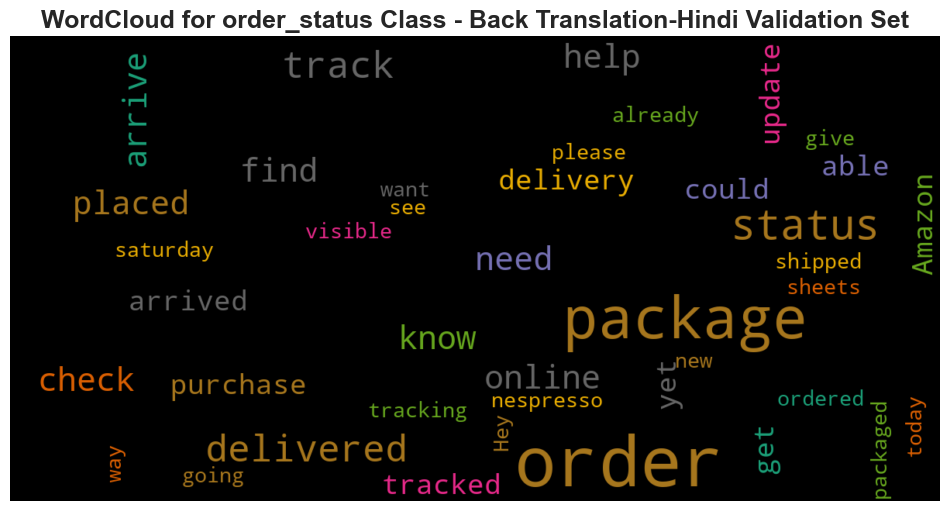 WordCloud for order_status Class - Back Translation-Hindi Validation Set
track
help
update
arrive
already
give
please
find
able
delivery
want
could
Amazon
placed
see
status
visible
saturday
need
shipped
sheets
arrived
package
know
new
yet
check
purchase
online
nespresso
ordered
tracking
packaged
today
Hey
delivered
get
order
way
going
tracked